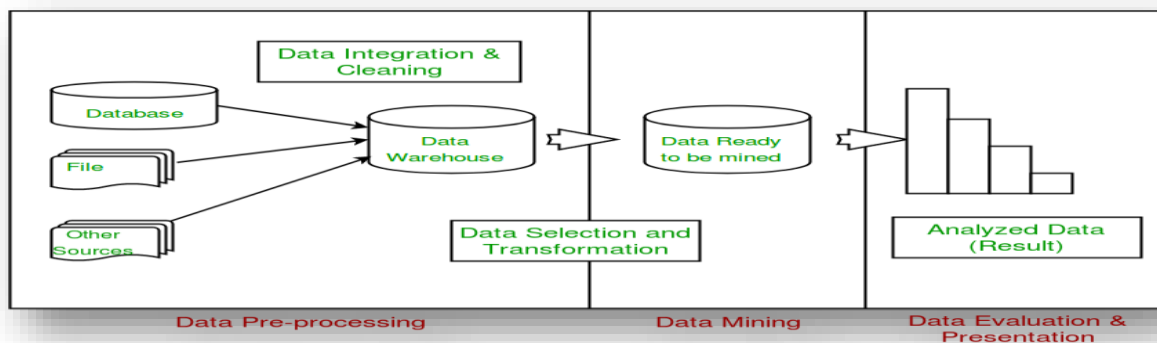 Data Integration &
Cleaning
Database
File
Other
Sources
Data
Warehouse
Data Selection and
Transformation
Data Ready
to be mined
Analyzed Data
(Result)
Data Pre-processing
Data Mining
Data Evaluation &
Presentation